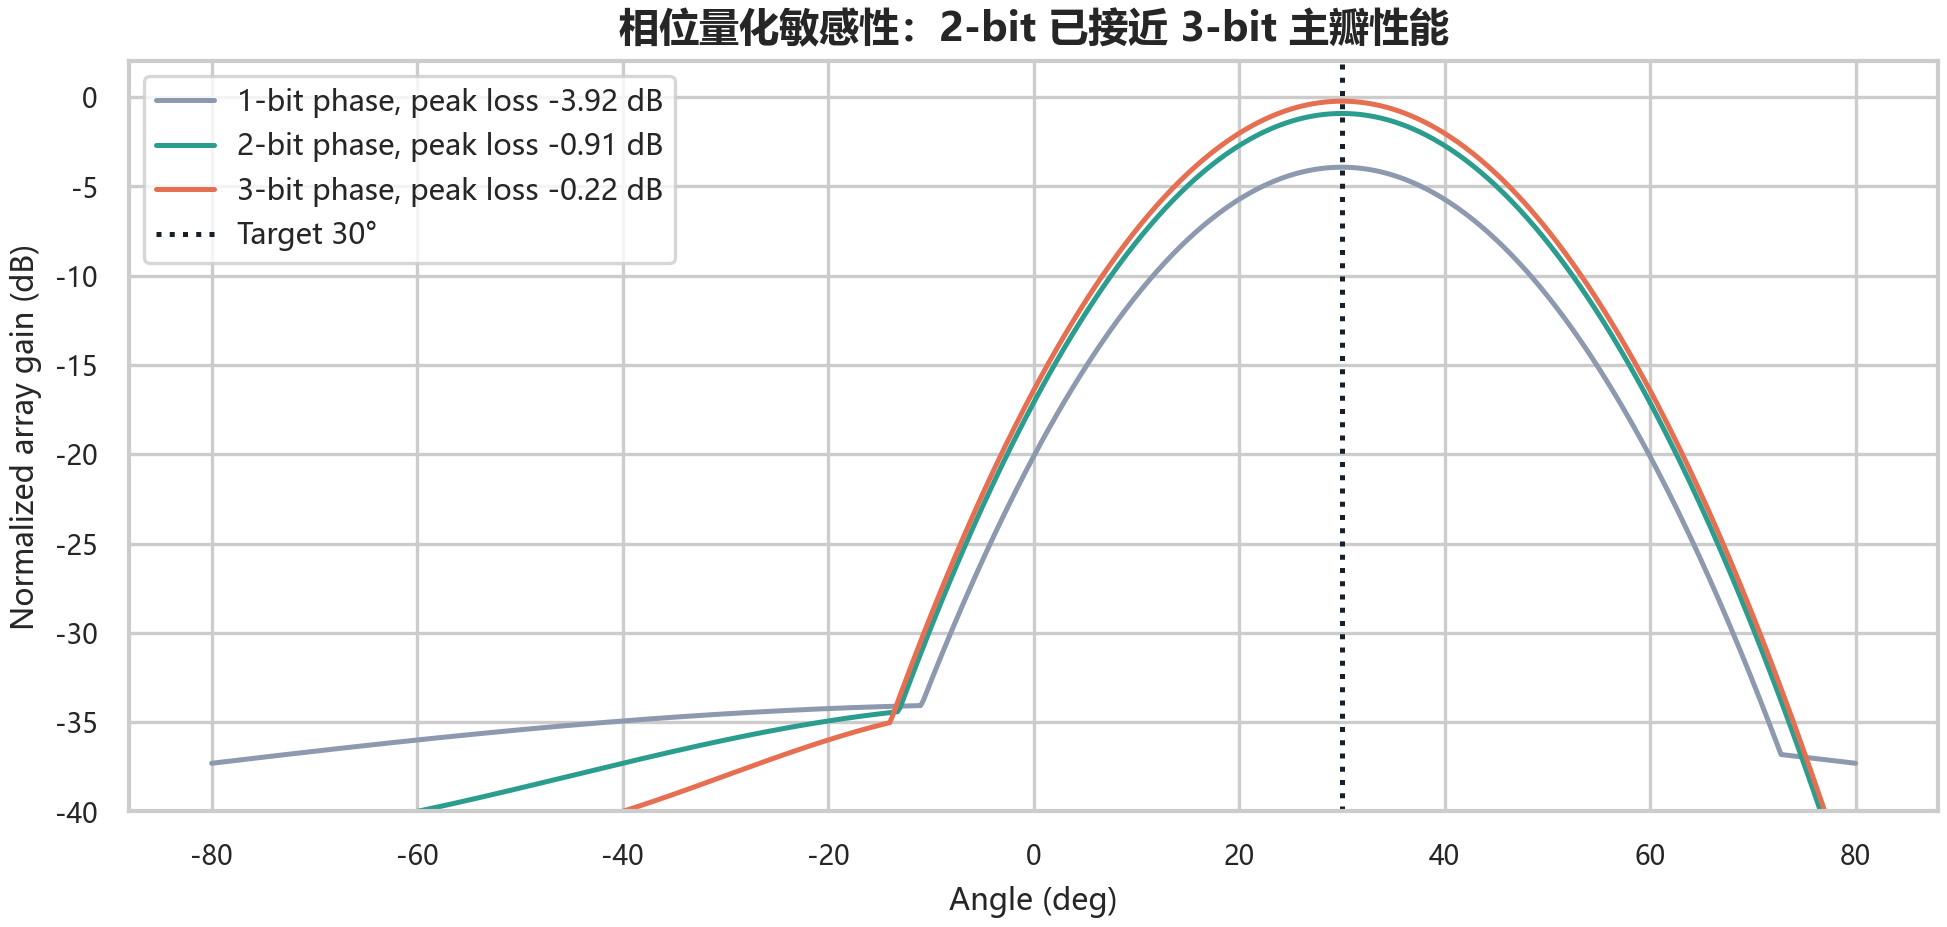 相位量化敏感性：2-bit 已接近 3-bit 主瓣性能
1-bit phase, peak loss -3.92 dB
2-bit phase, peak loss -0.91 dB
3-bit phase, peak loss -0.22 dB
Target 30°
Normalized array gain (dB)
0
-5
-10
-15
-20
-25
-30
-35
-40
-80
-60
-40
-20
0
20
40
60
80
Angle (deg)